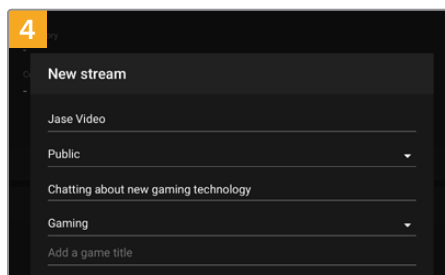 4
New stream
Jase Video
Public
Chatting about new gaming technology
Gaming
Add a game title